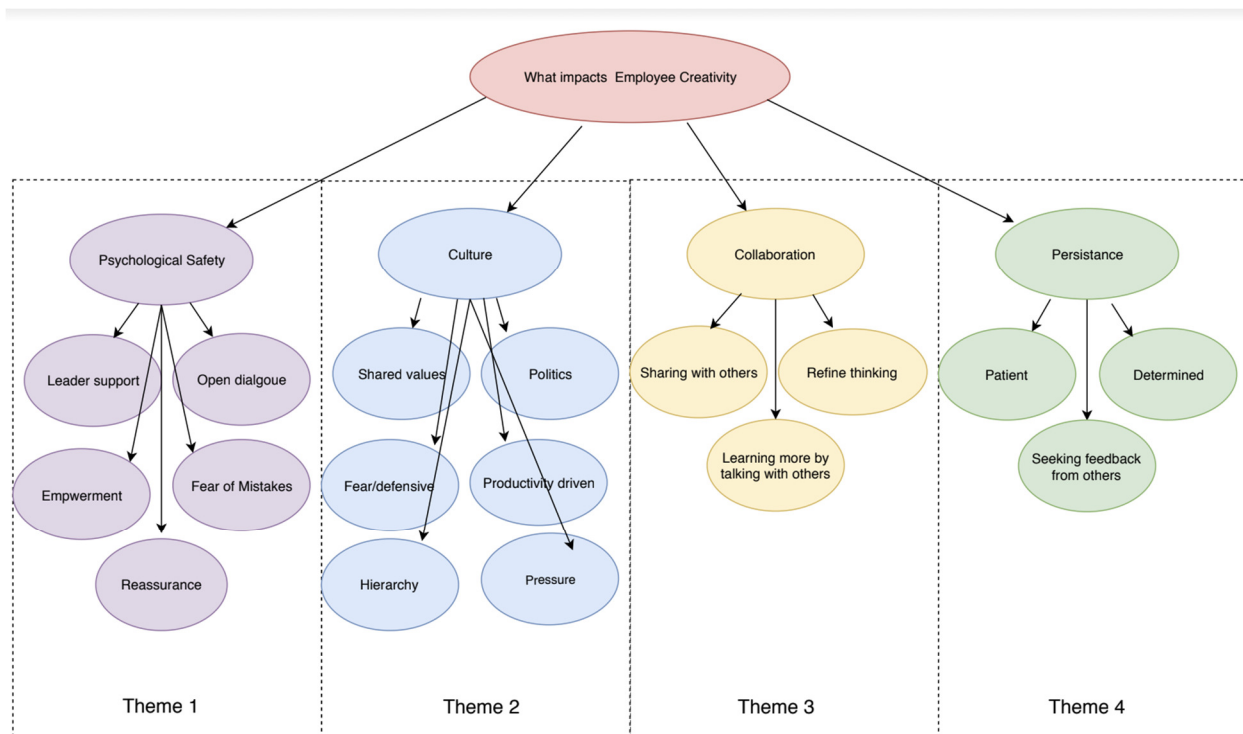 What impacts Employee Creativity
Psychological Safety
Culture
Collaboration
Persistance
Leader support
Open dialgoue
Shared values
Politics
Sharing with others
Refine thinking
Patient
Determined
Empwerment
Fear of Mistakes
Fear/defensive
Productivity driven
Learning more by
talking with others
Seeking feedback
from others
Reassurance
Hierarchy
Pressure
Theme 1
Theme 2
Theme 3
Theme 4